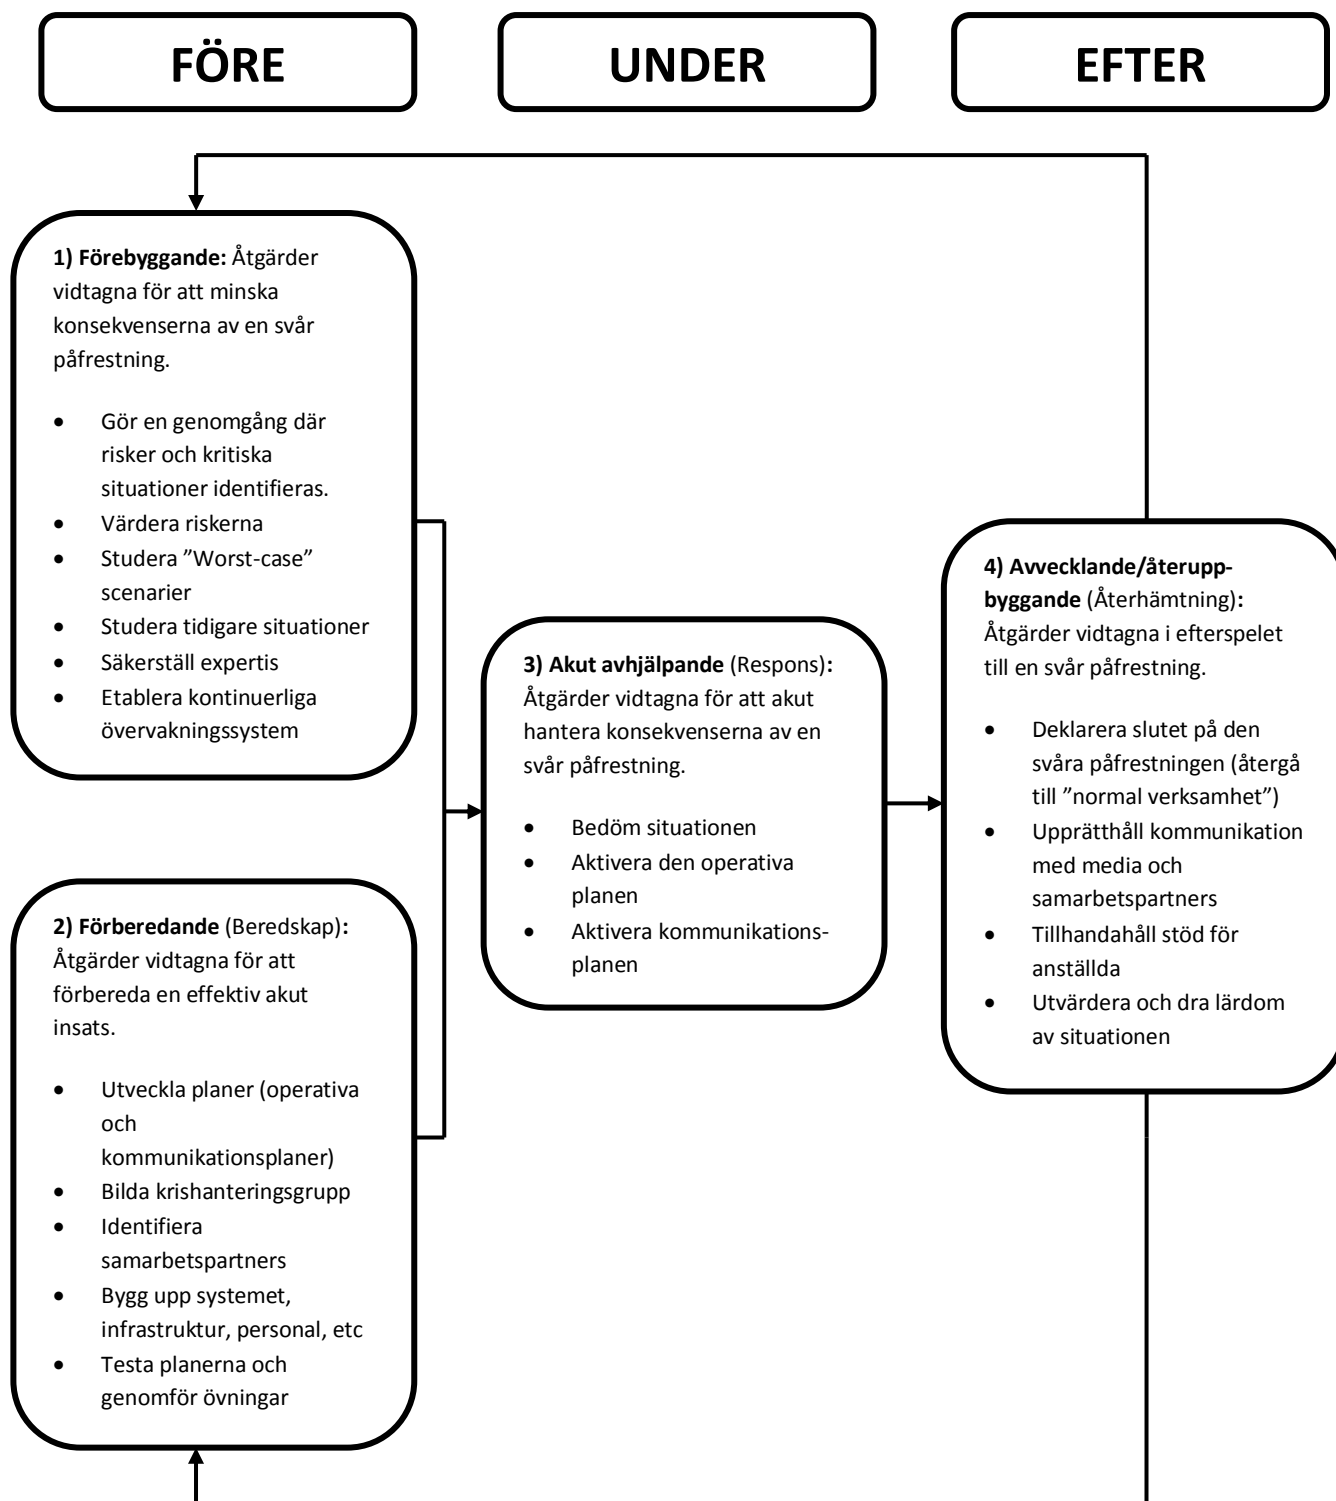 FÖRE
UNDER
EFTER
1) Förebyggande: Åtgärder
vidtagna för att minska
konsekvenserna av en svår
påfrestning.
• Gör en genomgång där
risker och kritiska
situationer identifieras.
• Värdera riskerna
• Studera ”Worst-case”
scenarier
• Studera tidigare situationer
• Säkerställ expertis
• Etablera kontinuerliga
övervakningssystem
2) Förberedande (Beredskap):
Åtgärder vidtagna för att
förbereda en effektiv akut
insats.
• Utveckla planer (operativa
och
kommunikationsplaner)
• Bilda krishanteringsgrupp
• Identifiera
samarbetspartners
• Bygg upp systemet,
infrastruktur, personal, etc
• Testa planerna och
genomför övningar
3) Akut avhjälpande (Respons):
Åtgärder vidtagna för att akut
hantera konsekvenserna av en
svår påfrestning.
• Bedöm situationen
• Aktivera den operativa
planen
• Aktivera kommunikations-
planen
4) Avvecklande/återupp-
byggande (Återhämtning):
Åtgärder vidtagna i efterspelet
till en svår påfrestning.
• Deklarera slutet på den
svåra påfrestningen (återgå
till ”normal verksamhet”)
• Upprätthåll kommunikation
med media och
samarbetspartners
• Tillhandahåll stöd för
anställda
• Utvärdera och dra lärdom
av situationen